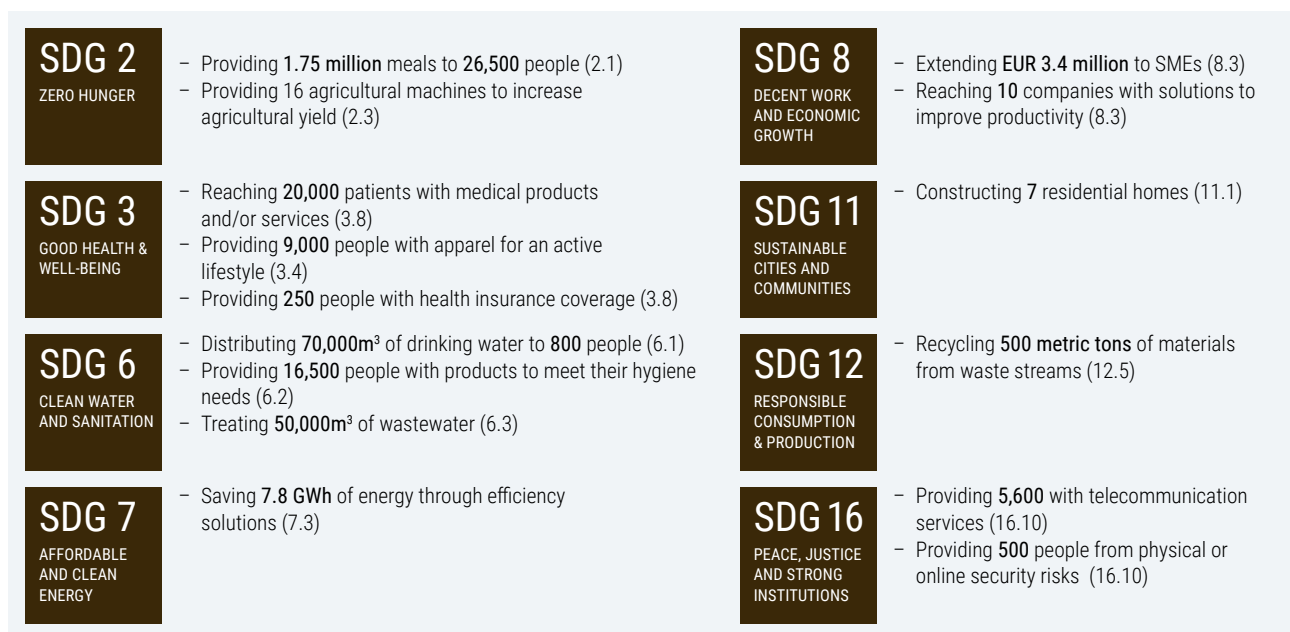 SDG 2
ZERO HUNGER
– Providing 1.75 million meals to 26,500 people (2.1)
– Providing 16 agricultural machines to increase
agricultural yield (2.3)
SDG 3
GOOD HEALTH &
WELL-BEING
– Reaching 20,000 patients with medical products
and/or services (3.8)
– Providing 9,000 people with apparel for an active
lifestyle (3.4)
– Providing 250 people with health insurance coverage (3.8)
SDG 6
CLEAN WATER
AND SANITATION
– Distributing 70,000m³ of drinking water to 800 people (6.1)
– Providing 16,500 people with products to meet their hygiene
needs (6.2)
– Treating 50,000m³ of wastewater (6.3)
SDG 7
AFFORDABLE
AND CLEAN
ENERGY
– Saving 7.8 GWh of energy through efficiency
solutions (7.3)
SDG 8
DECENT WORK
AND ECONOMIC
GROWTH
– Extending EUR 3.4 million to SMEs (8.3)
– Reaching 10 companies with solutions to
improve productivity (8.3)
SDG 11
SUSTAINABLE
CITIES AND
COMMUNITIES
– Constructing 7 residential homes (11.1)
SDG 12
RESPONSIBLE
CONSUMPTION
& PRODUCTION
– Recycling 500 metric tons of materials
from waste streams (12.5)
SDG 16
PEACE, JUSTICE
AND STRONG
INSTITUTIONS
– Providing 5,600 with telecommunication
services (16.10)
– Providing 500 people from physical or
online security risks (16.10)